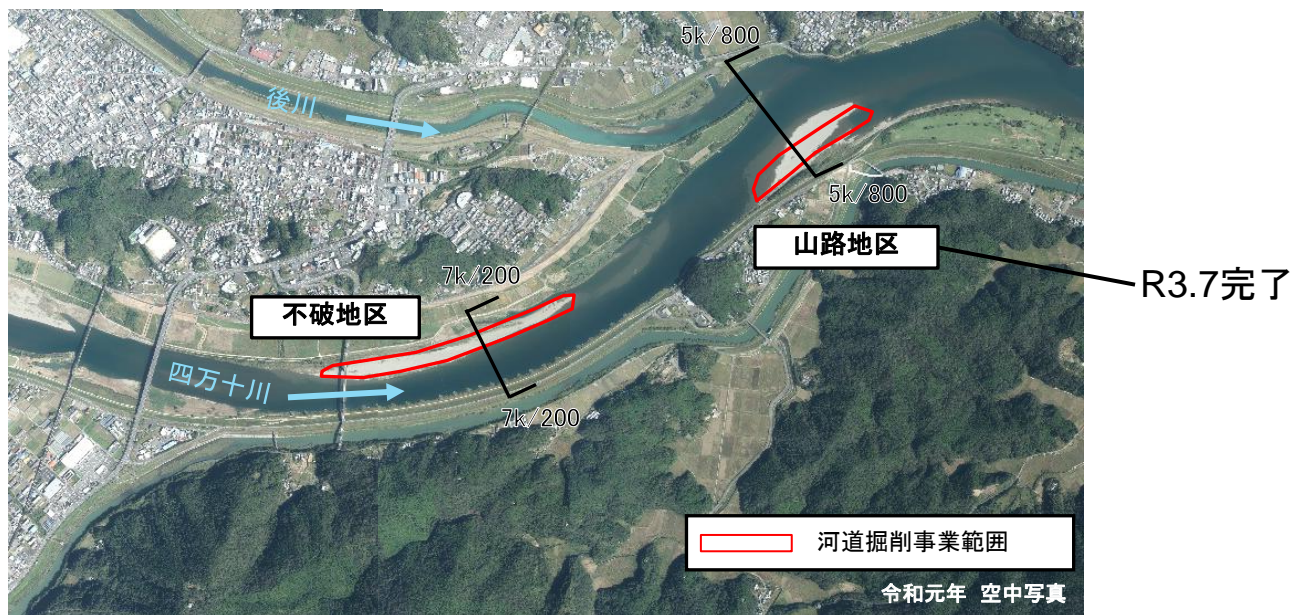 5k/800
後川
5k/800
山路地区
R3.7完了
7k/200
不破地区
四万十川
7k/200
河道掘削事業範囲
令和元年 空中写真